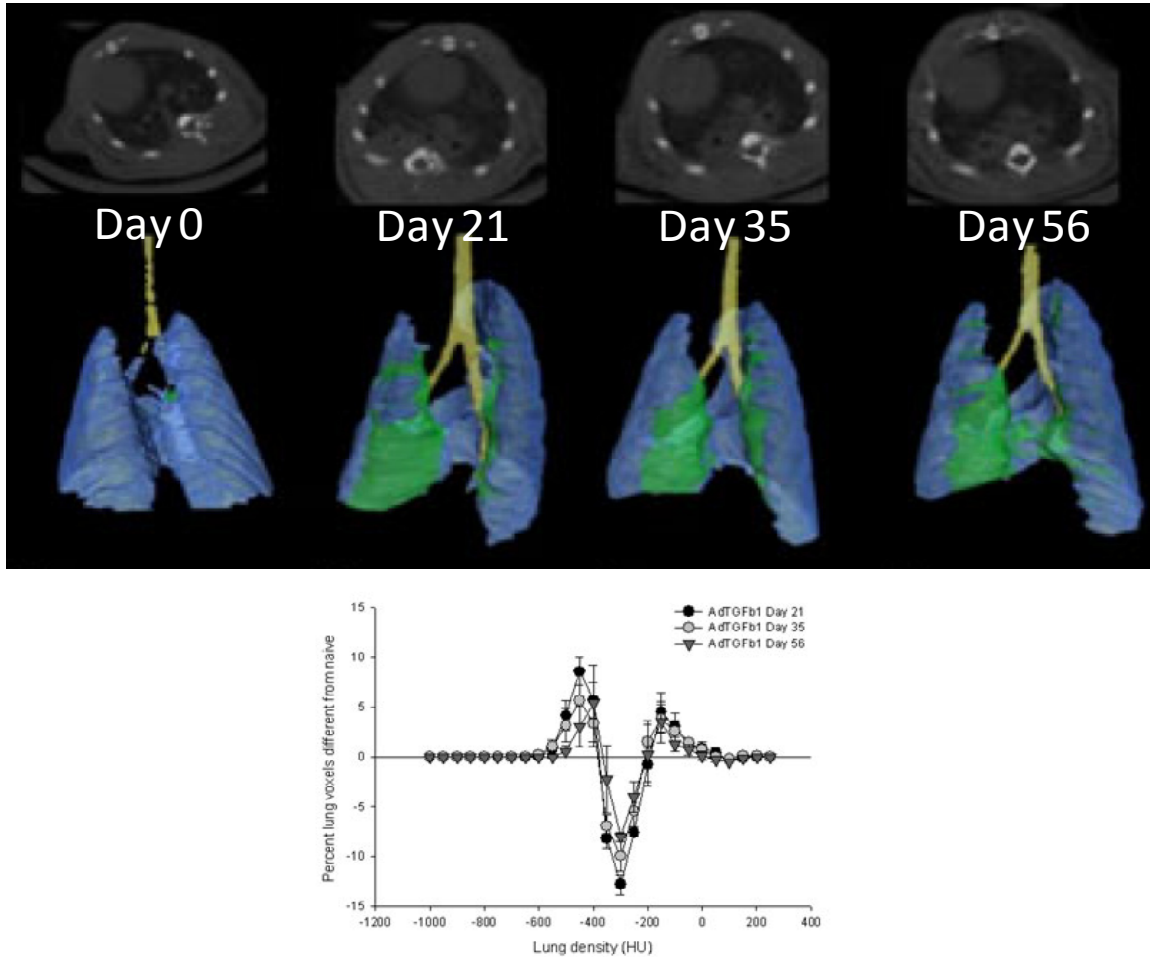 Day 0
Day 21
Day 35
Day 56
15
10
5
0
-5
-10
-15
-1200
-1000
-800
-600
-400
-200
0
200
400
Percent lung voxels different from naive
Lung density (HU)
AdTGFb1 Day 21
AdTGFb1 Day 35
AdTGFb1 Day 56